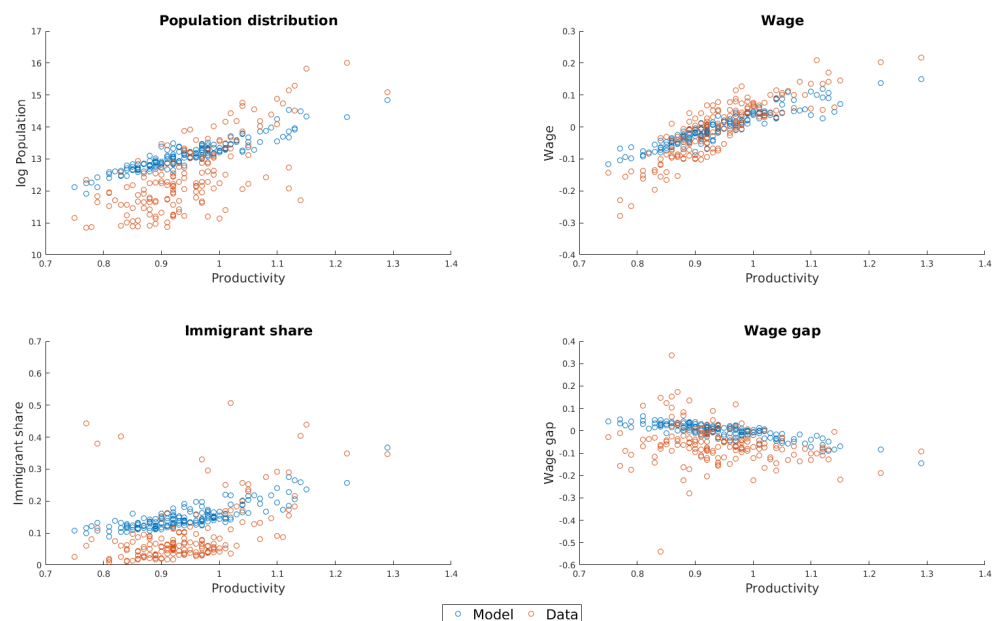 Population distribution
17
16
15
14
13
12
11
10
log Population
0.7 0.8 0.9 1 1.1 1.2 1.3 1.4
Productivity
Wage
0.3
0.2
0.1
0
-0.1
-0.2
-0.3
-0.4
Wage
0.7 0.8 0.9 1 1.1 1.2 1.3 1.4
Productivity
Immigrant share
0.7
0.6
0.5
0.4
0.3
0.2
0.1
0
Immigrant share
0.7 0.8 0.9 1 1.1 1.2 1.3 1.4
Productivity
Wage gap
0.4
0.3
0.2
0.1
0
-0.1
-0.2
-0.3
-0.4
-0.5
-0.6
Wage gap
0.7 0.8 0.9 1 1.1 1.2 1.3 1.4
Productivity
Model Data